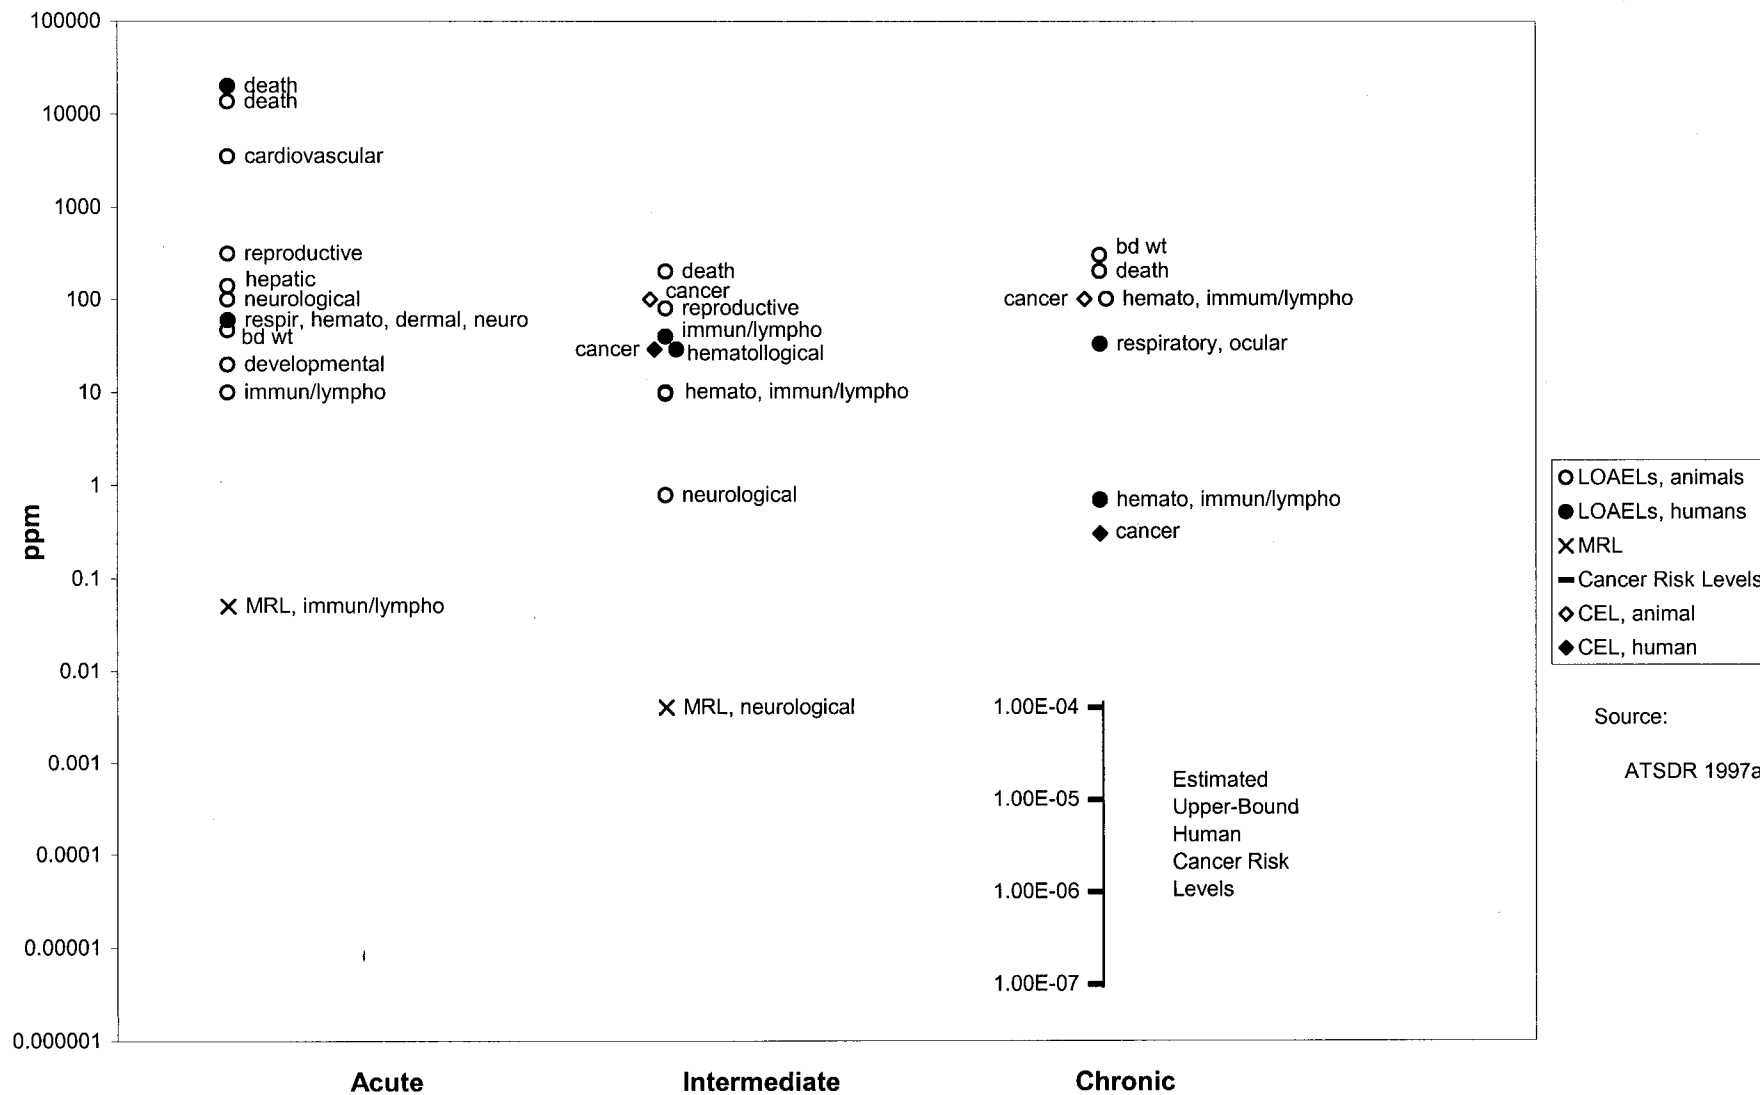 100000
10000
1000
100
10
1
0.1
0.01
0.001
0.0001
0.00001
0.000001
ppm
death
death
cardiovascular
reproductive
hepatic
neurological
respir, hemato, dermal, neuro
bd wt
developmental
immun/lympho
MRL, immun/lympho
death
cancer
reproductive
immun/lympho
cancer
hematollogical
hemato, immun/lympho
neurological
MRL, neurological
bd wt
death
cancer
hemato, immum/lympho
respiratory, ocular
hemato, immun/lympho
cancer
1.00E-04
1.00E-05
1.00E-06
1.00E-07
Estimated
Upper-Bound
Human
Cancer Risk
Levels
Acute
Intermediate
Chronic
LOAELs, animals
LOAELs, humans
MRL
Cancer Risk Levels
CEL, animal
CEL, human
Source:
ATSDR 1997a